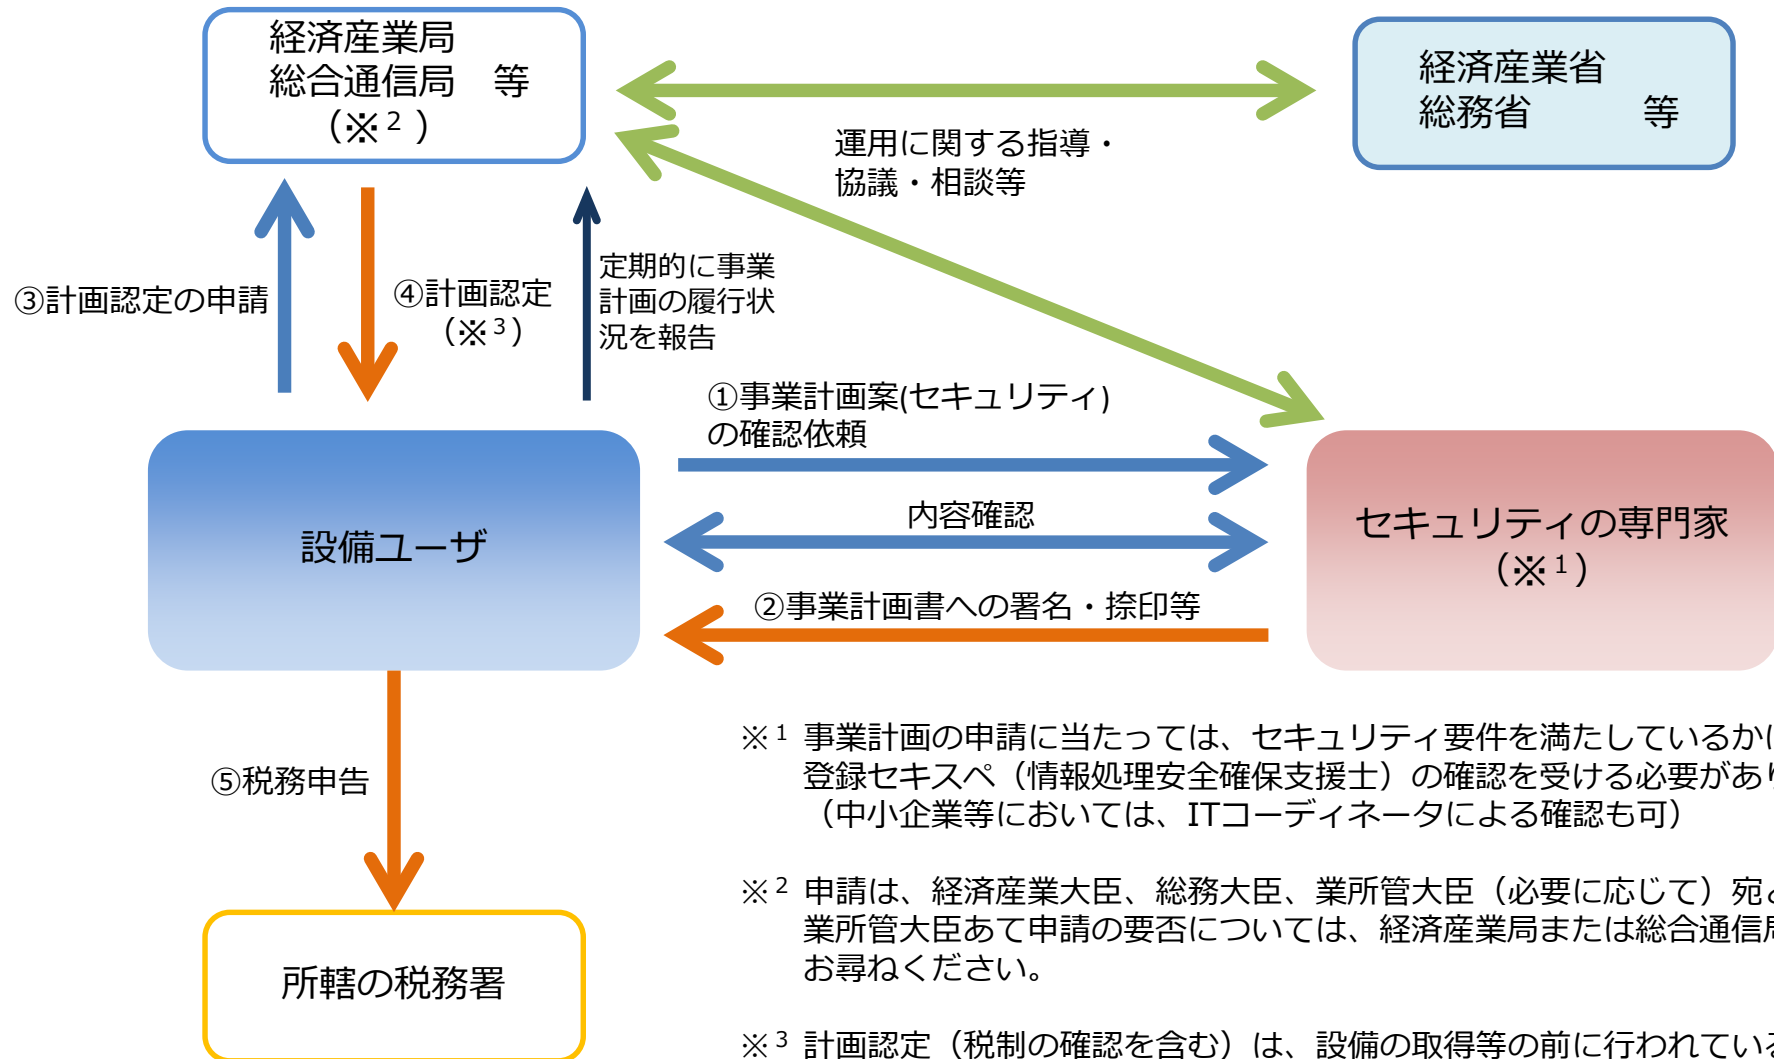 経済産業局
総合通信局　等
（※2 ）
経済産業省
総務省　　　等
運用に関する指導・
協議・相談等
③計画認定の申請
④計画認定
（※3）
定期的に事業
計画の履行状
況を報告
①事業計画案(セキュリティ)
の確認依頼
設備ユーザ
内容確認
セキュリティの専門家
（※1）
②事業計画書への署名・捺印等
⑤税務申告
所轄の税務署
※1 事業計画の申請に当たっては、セキュリティ要件を満たしているか
登録セキスペ（情報処理安全確保支援士）の確認を受ける必要があ
（中小企業等においては、ITコーディネータによる確認も可）
※2 申請は、経済産業大臣、総務大臣、業所管大臣（必要に応じて）宛
業所管大臣あて申請の要否については、経済産業局または総合通信局
お尋ねください。
※3 計画認定（税制の確認を含む）は、設備の取得等の前に行われている